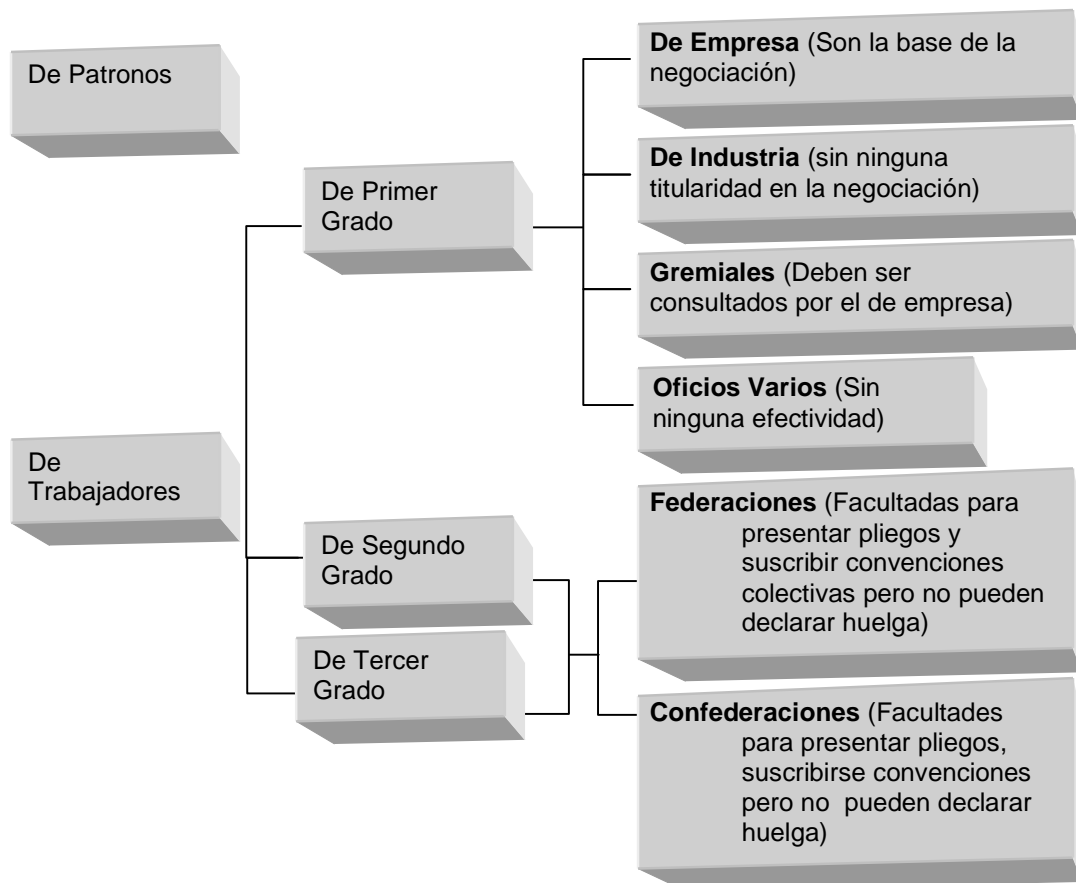 De Patronos
De Empresa (Son la base de la
negociación)
De Industria (sin ninguna
titularidad en la negociación)
De Primer
Grado
Gremiales (Deben ser
consultados por el de empresa)
Oficios Varios (Sin
ninguna efectividad)
De
Trabajadores
De Segundo
Grado
De Tercer
Grado
Federaciones (Facultadas para
presentar pliegos y
suscribir convenciones
colectivas pero no pueden
declarar huelga)
Confederaciones (Facultades
para presentar pliegos,
suscribirse convenciones
pero no pueden declarar
huelga)